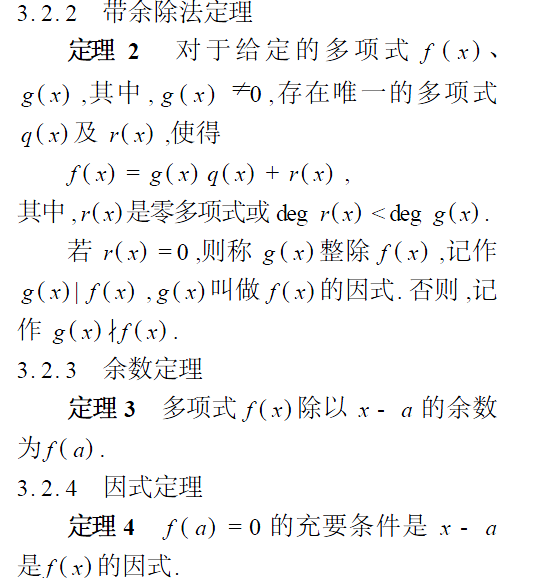 3.2.2 带余除法定理
定理 2 对于给定的多项式 f(x)、
g(x),其中,g(x) ≠0,存在唯一的多项式
q(x)及 r(x),使得
f(x) = g(x) q(x) + r(x),
其中,r(x)是零多项式或 deg r(x) < deg g(x).
若 r(x) = 0,则称 g(x)整除 f(x),记作
g(x)| f(x),g(x)叫做 f(x)的因式.否则,记
作 g(x)∤f(x).
3.2.3 余数定理
定理 3 多项式 f(x)除以 x - a 的余数
为f(a).
3.2.4 因式定理
定理 4 f(a) = 0 的充要条件是 x - a
是f(x)的因式.